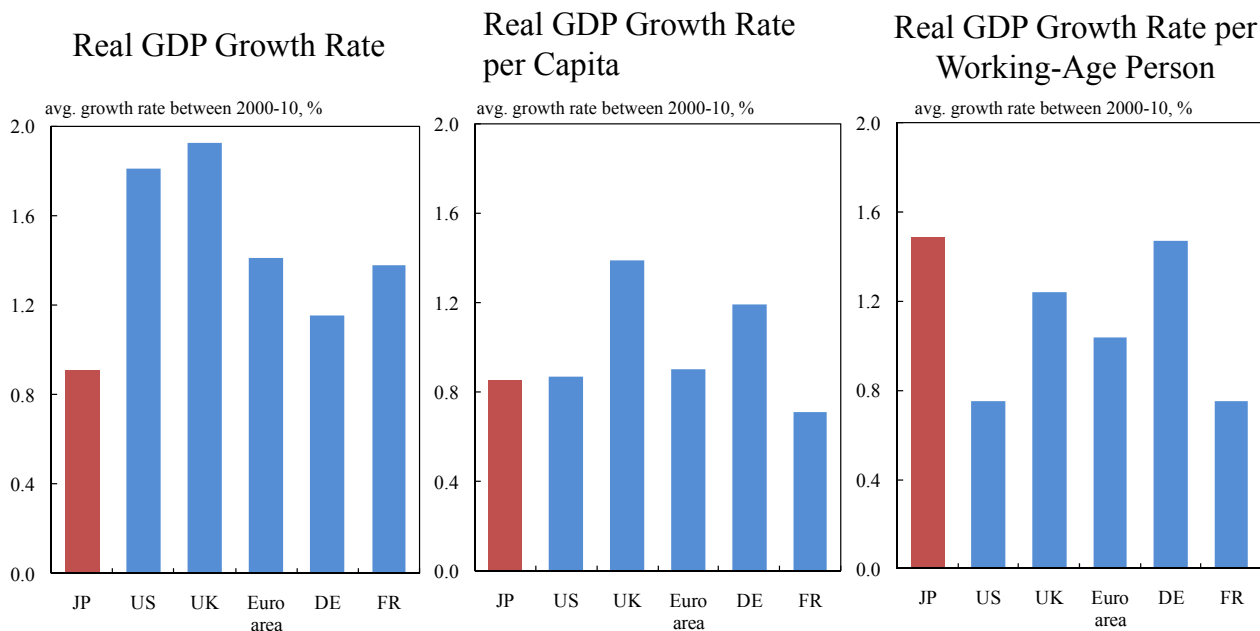 Real GDP Growth Rate
avg. growth rate between 2000-10, %
2.0
1.6
1.2
0.8
0.4
0.0
JP US UK Euro DE FR
area
Real GDP Growth Rate
per Capita
avg. growth rate between 2000-10, %
2.0
1.6
1.2
0.8
0.4
0.0
JP US UK Euro DE FR
area
Real GDP Growth Rate per
Working-Age Person
avg. growth rate between 2000-10, %
2.0
1.6
1.2
0.8
0.4
0.0
JP US UK Euro DE FR
area